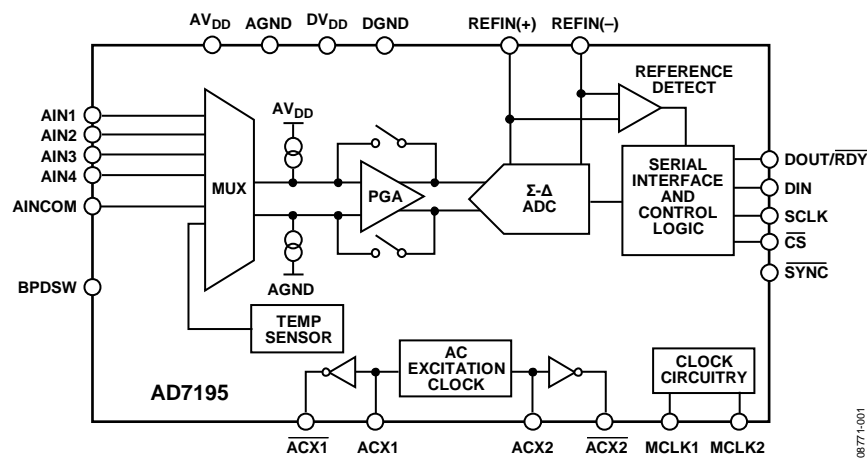 AVDD AGND DVDD DGND REFIN(+) REFIN(–)
REFERENCE
DETECT
AVDD
AIN1
AIN2
AIN3
AIN4
AINCOM
BPDSW
MUX
PGA
Σ-Δ
ADC
SERIAL
INTERFACE
AND
CONTROL
LOGIC
DOUT/RDY
DIN
SCLK
CS
SYNC
AGND
TEMP
SENSOR
AC
EXCITATION
CLOCK
CLOCK
CIRCUITRY
AD7195
ACX1 ACX1 ACX2 ACX2 MCLK1 MCLK2
08771-001